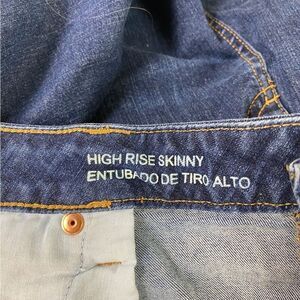 HIGH RISE SKINNY
ENTUBADO DE TIRO ALTO